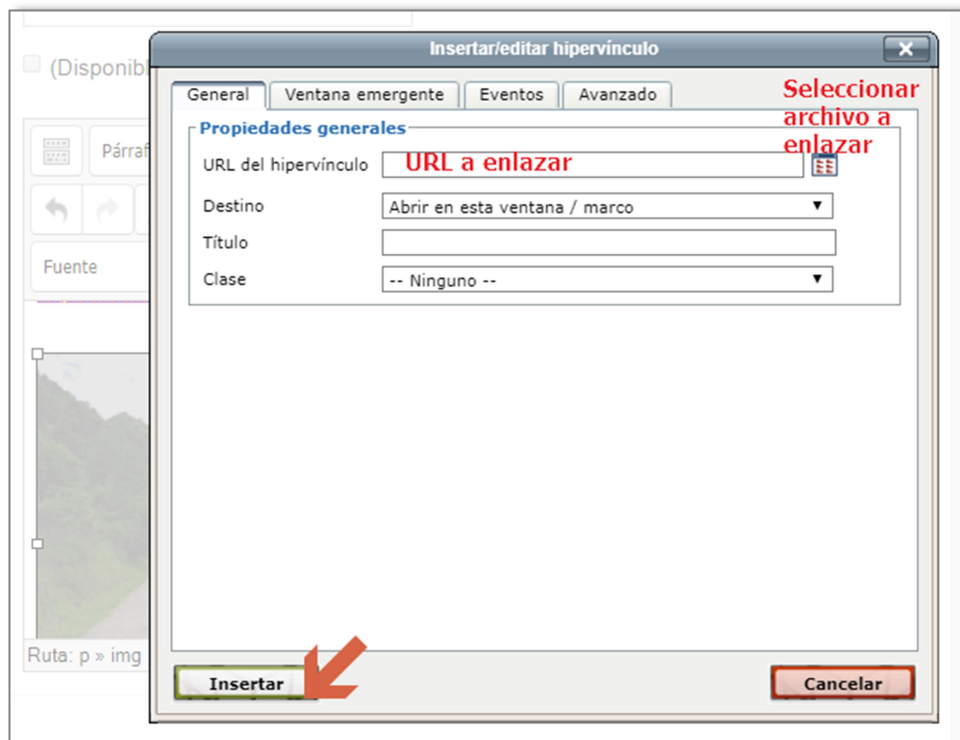 Insertar/editar hipervínculo
(Disponibl
General Ventana emergente Eventos Avanzado
Seleccionar
archivo a
enlazar
Propiedades generales
URL del hipervínculo URL a enlazar
Párraf
Destino Abrir en esta ventana / marco
Título
Fuente
Clase -- Ninguno --
Ruta: p » img
Insertar Cancelar